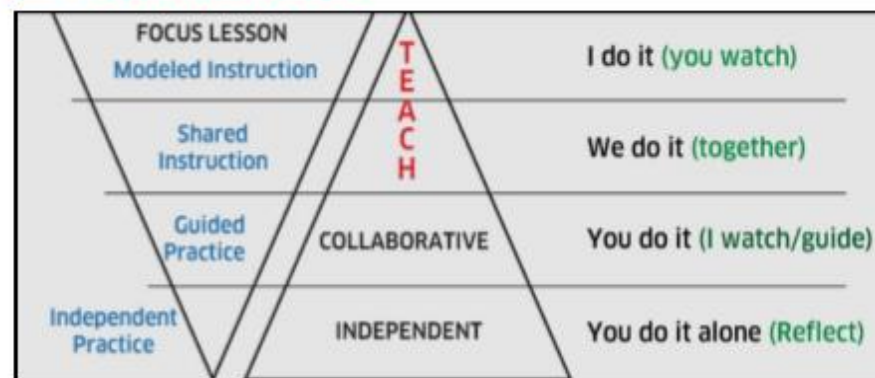 FOCUS LESSON
Modeled Instruction
TEACH
I do it (you watch)
Shared
Instruction
We do it (together)
Guided
Practice
COLLABORATIVE
You do it (I watch/guide)
Independent
Practice
INDEPENDENT
You do it alone (Reflect)